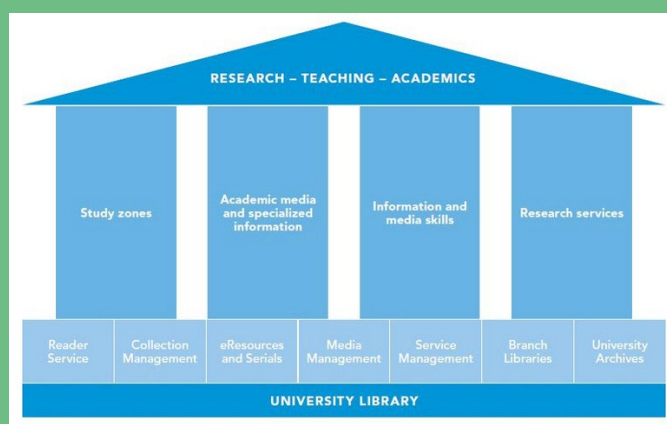 RESEARCH – TEACHING – ACADEMICS
Study zones
Academic media
and specialized
information
Information and
media skills
Research services
Reader
Service
Collection
Management
eResources
and Serials
Media
Management
Service
Management
Branch
Libraries
University
Archives
UNIVERSITY LIBRARY